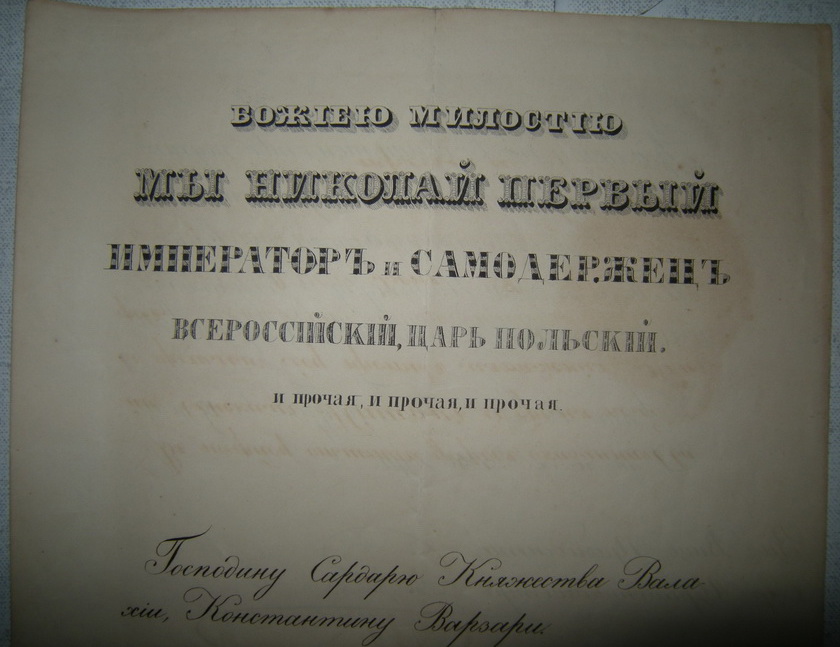 БОЖІЕЮ МИЛОСТІЮ
МЫ НИКОЛАЙ ПЕРВЫЙ
ИМПЕРАТОРЪ и САМОДЕРЖЕЦЪ
ВСЕРОССІЙСКІЙ, ЦАРЬ ПОЛЬСКІЙ.
и прочая, и прочая, и прочая.
Господину Сардарю Княжества Вала-
хіи, Константину Варзари.